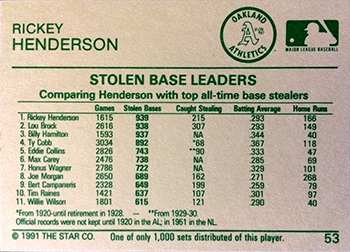 RICKEY
HENDERSON
OAKLAND
A's
ATHLETICS
MAJOR LEAGUE BASEBALL
STOLEN BASE LEADERS
Comparing Henderson with top all-time base stealers
Games Stolen Bases Caught Stealing Batting Average Home Runs
1. Rickey Henderson 1615 939 215 .293 166
2. Lou Brock 2616 938 307 .293 149
3. Billy Hamilton 1593 937 NA .344 40
4. Ty Cobb 3034 892 *68 .367 118
5. Eddie Collins 2826 743 **90 .333 47
6. Max Carey 2476 738 NA .285 69
7. Honus Wagner 2786 722 NA .329 101
8. Joe Morgan 2650 689 162 .271 268
9. Bert Campaneris 2328 649 199 .259 79
10. Tim Raines 1421 637 107 .301 97
11. Willie Wilson 1801 615 121 .290 40
*From 1920-until retirement in 1928. — **From 1929-30
Official records were not kept until 1920 in the AL; in 1951 in the NL.
© 1991 THE STAR CO. One of only 1,000 sets distributed of this player. 53